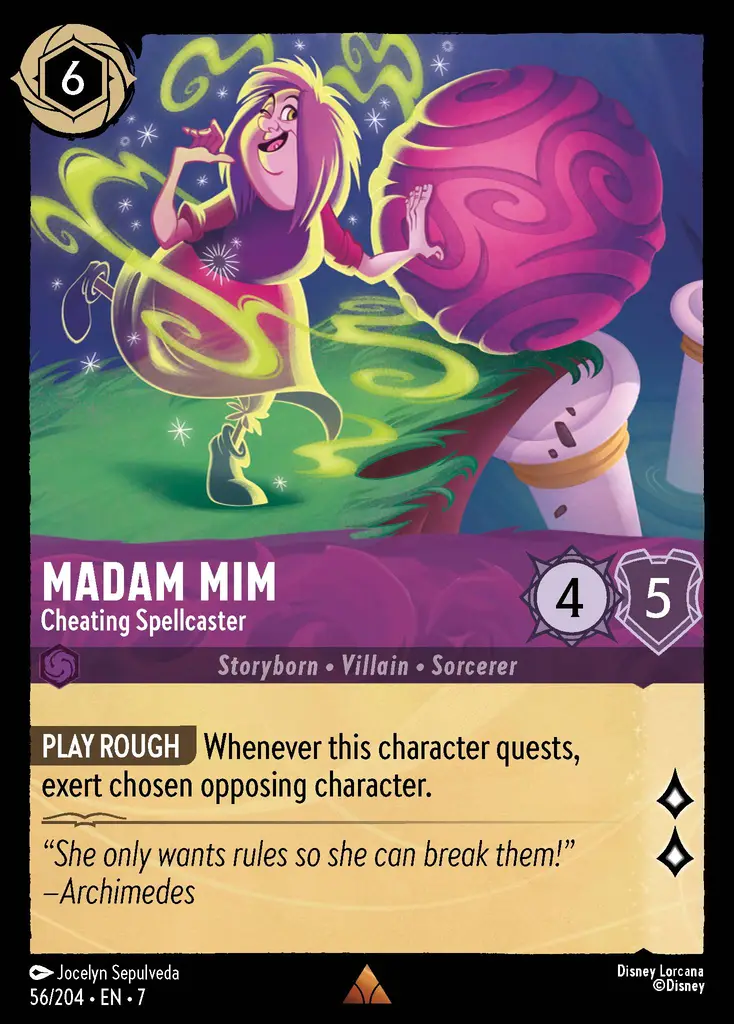 6
MADAM MIM
Cheating Spellcaster
4
5
Storyborn • Villain • Sorcerer
PLAY ROUGH Whenever this character quests,
exert chosen opposing character.
“She only wants rules so she can break them!”
–Archimedes
Jocelyn Sepulveda
56/204 • EN • 7
Disney Lorcana
©Disney